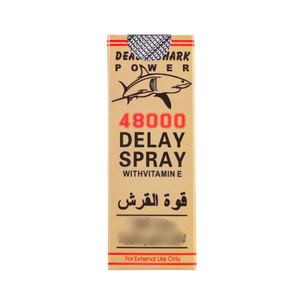 SHARK
POWER
48000
DELAY
SPRAY
WITHVITAMIN E
قوة القرش
For External Use Only